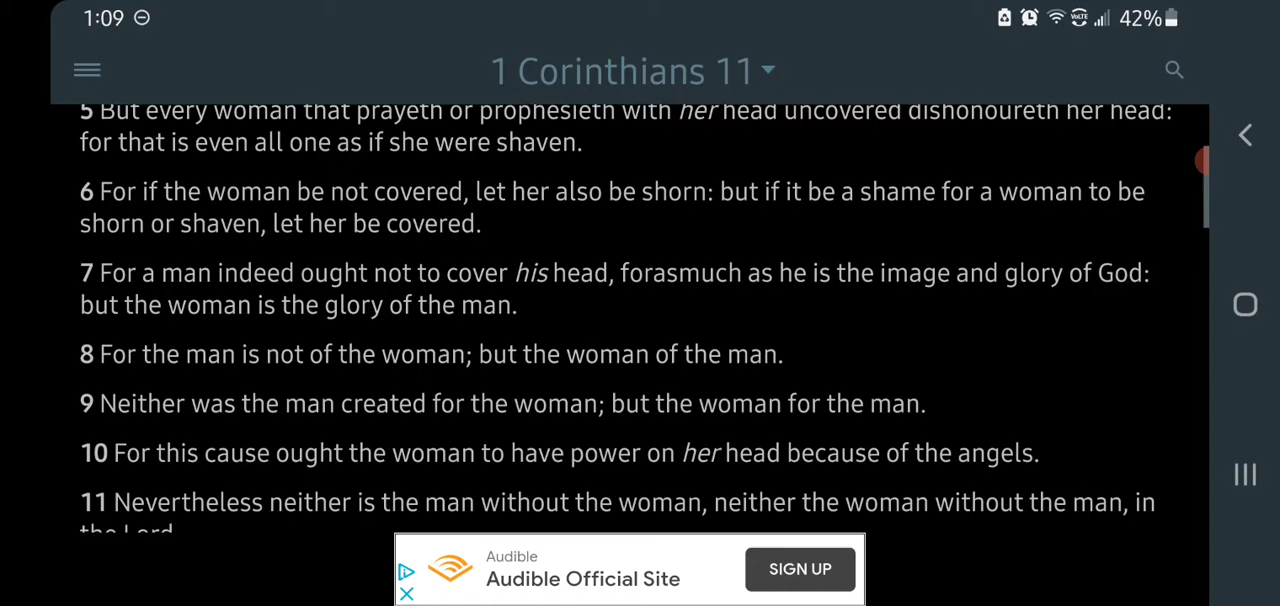 1:09
VoLTE
42%
1 Corinthians 11
5 But every woman that prayeth or prophesieth with her head uncovered dishonoureth her head:
for that is even all one as if she were shaven.
6 For if the woman be not covered, let her also be shorn: but if it be a shame for a woman to be
shorn or shaven, let her be covered.
7 For a man indeed ought not to cover his head, forasmuch as he is the image and glory of God:
but the woman is the glory of the man.
8 For the man is not of the woman; but the woman of the man.
9 Neither was the man created for the woman; but the woman for the man.
10 For this cause ought the woman to have power on her head because of the angels.
11 Nevertheless neither is the man without the woman, neither the woman without the man, in
the Lord
Audible
Audible Official Site
SIGN UP